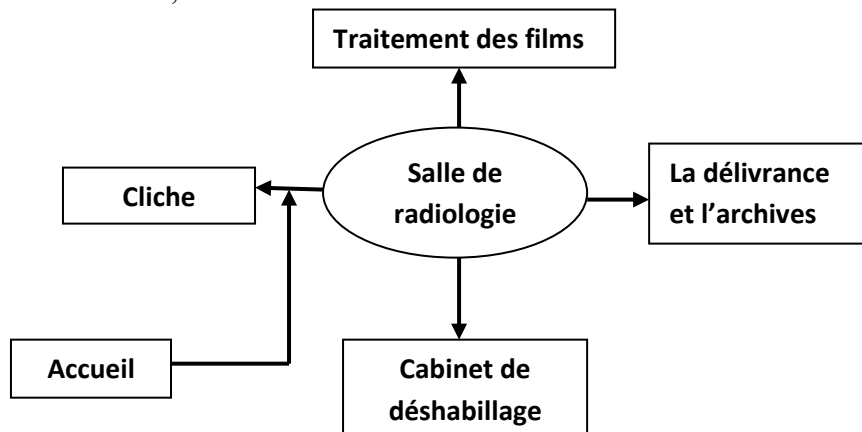 Traitement des films
Salle de
radiologie
La délivrance
et l’archives
Cliche
Accueil
Cabinet de
déshabillage